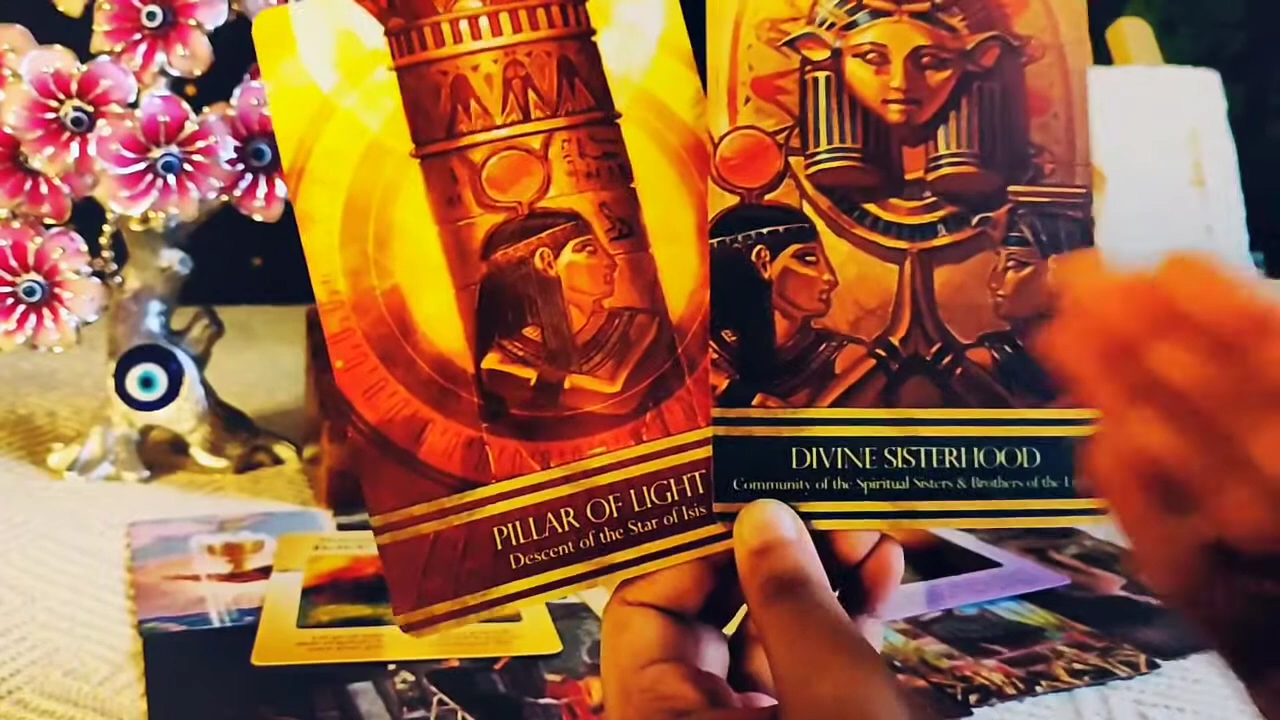 PILLAR OF LIGHT
Descent of the Star of Isis
DIVINE SISTERHOOD
Community of the Spiritual Sisters & Brothers of the